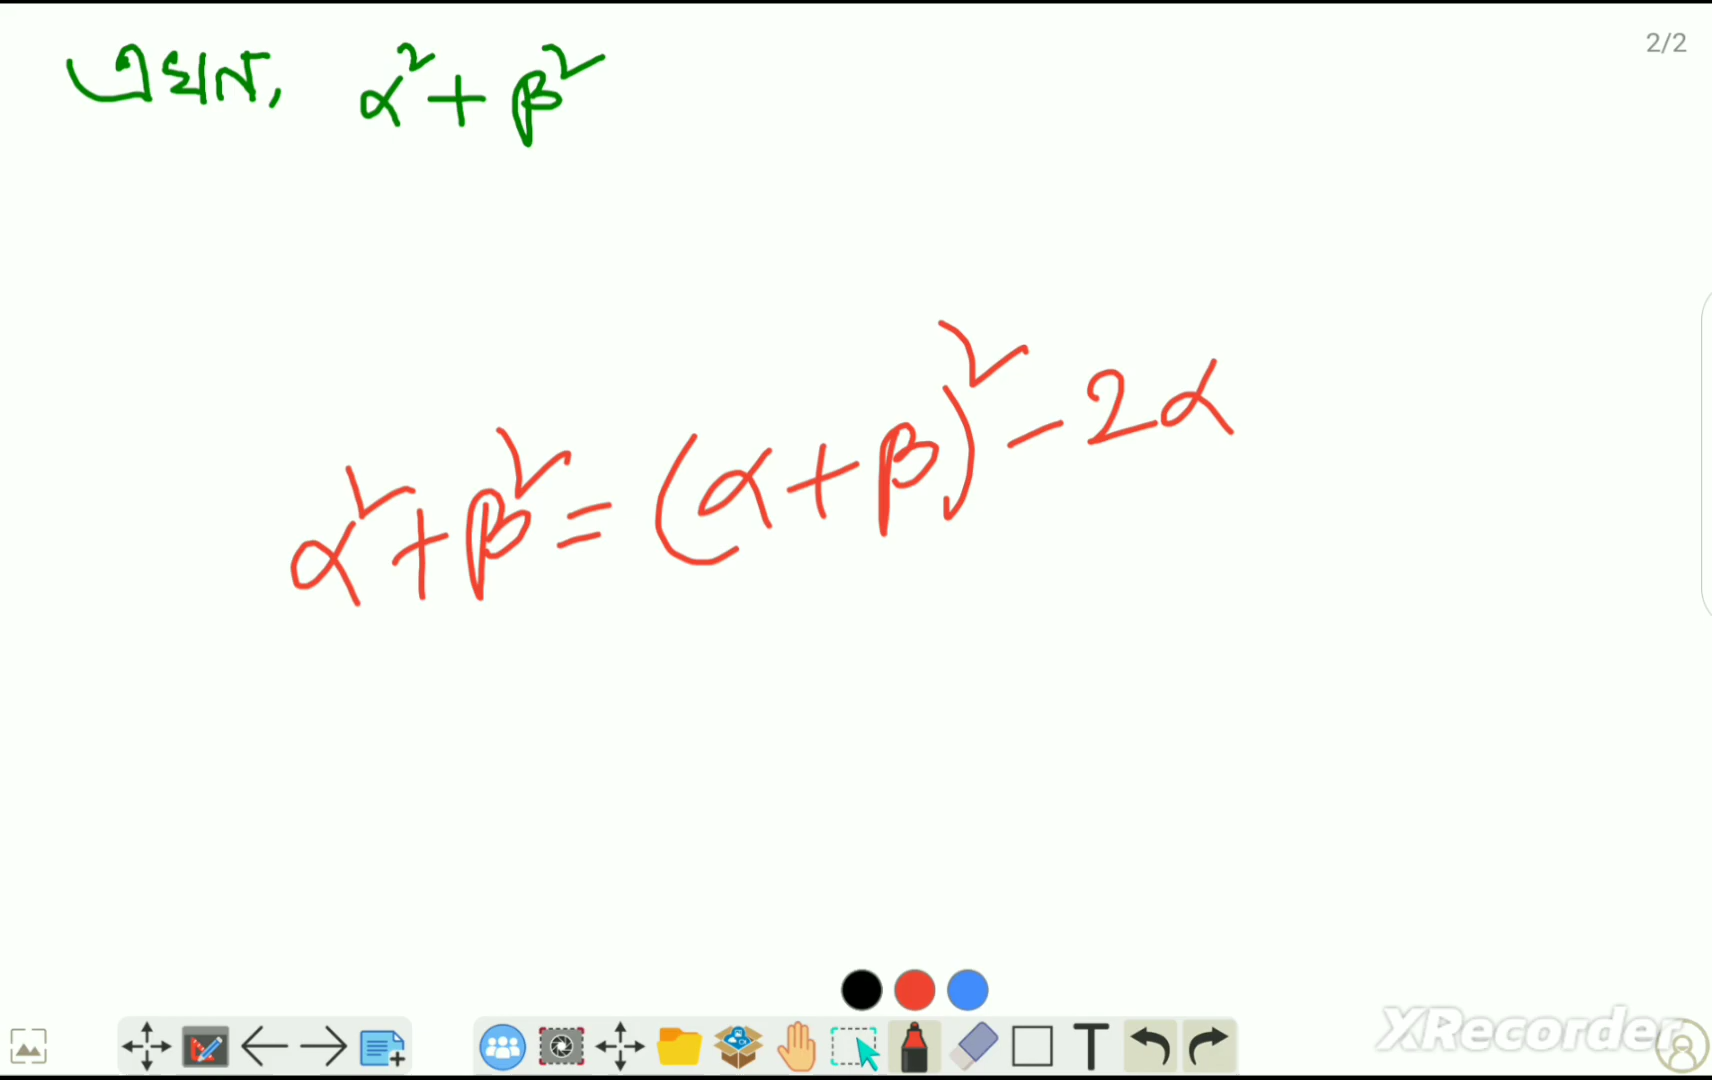 2/2
এখন, α² + β²
α² + β² = (α + β)² - 2α
T
XRecorder